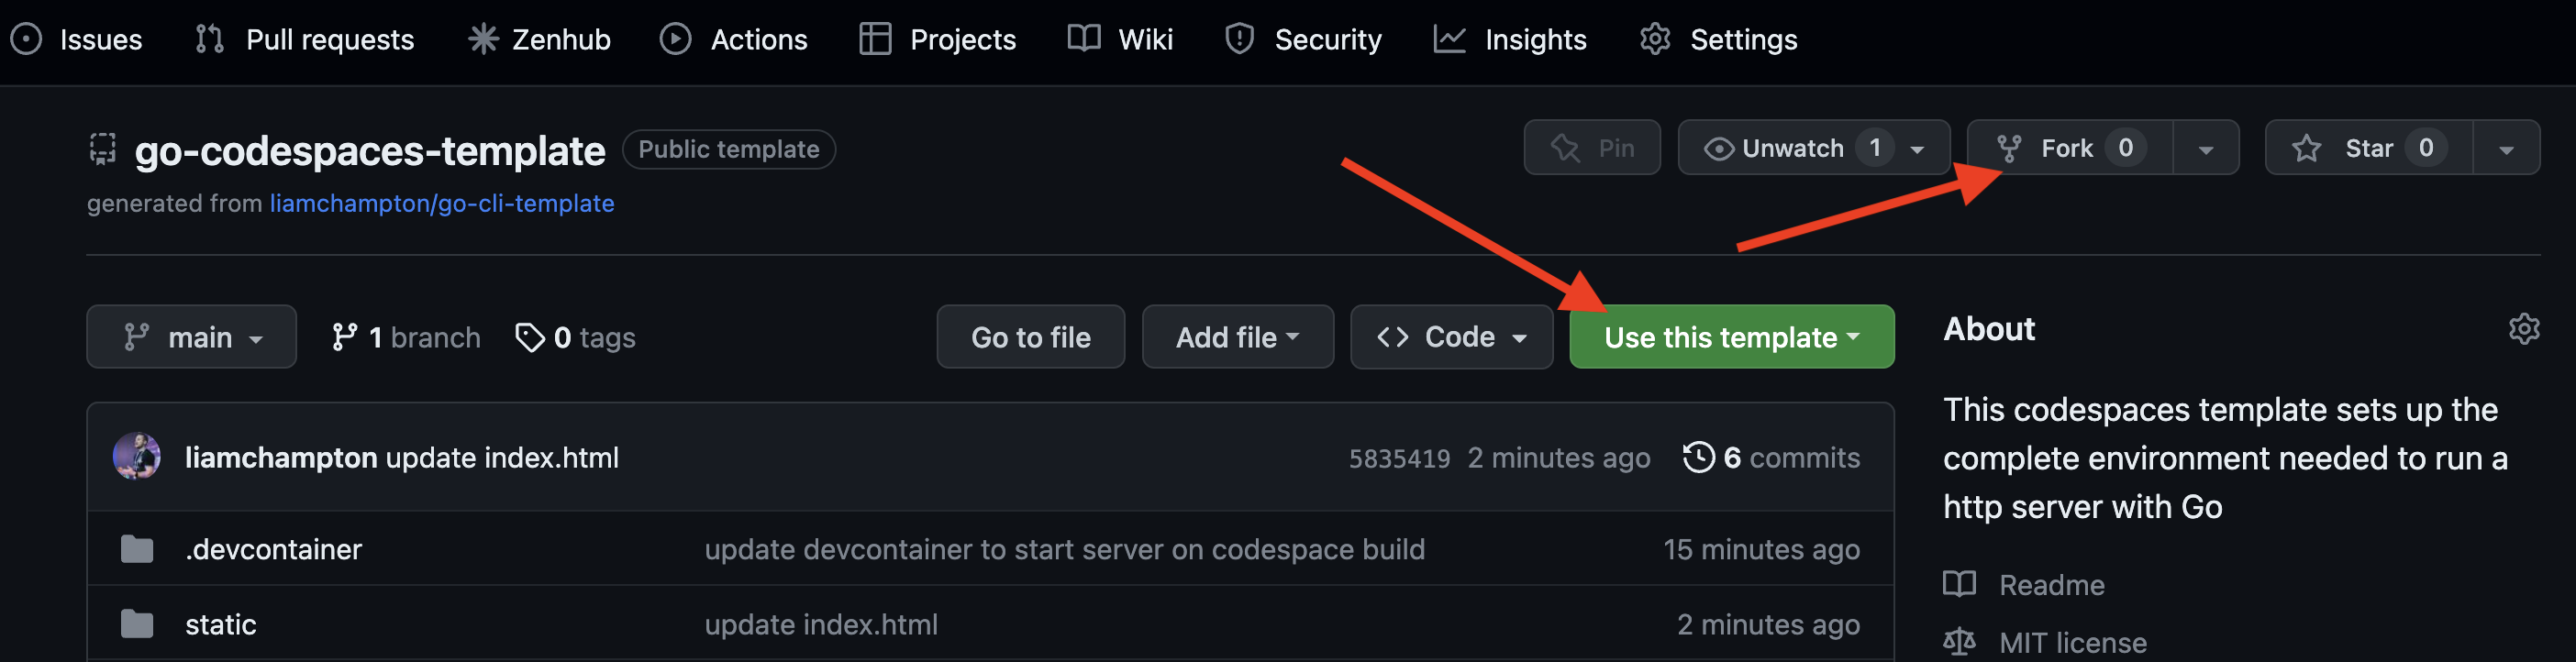 Issues Pull requests Zenhub Actions Projects Wiki Security Insights Settings
go-codespaces-template Public template Pin Unwatch 1 Fork 0 Star 0
generated from liamchampton/go-cli-template
main 1 branch 0 tags Go to file Add file <> Code Use this template
About
This codespaces template sets up the
complete environment needed to run a
http server with Go
Readme
MIT license
liamchampton update index.html 5835419 2 minutes ago 6 commits
.devcontainer update devcontainer to start server on codespace build 15 minutes ago
static update index.html 2 minutes ago